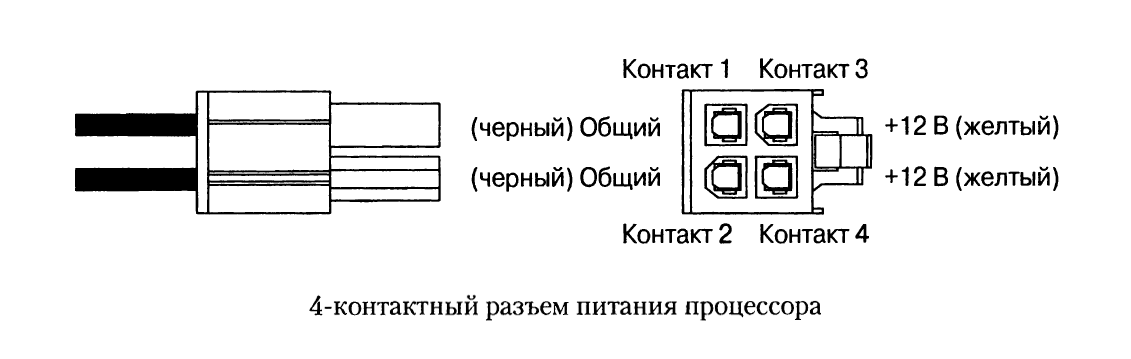 Контакт 1 Контакт 3
(черный) Общий +12 В (желтый)
(черный) Общий +12 В (желтый)
Контакт 2 Контакт 4
4-контактный разъем питания процессора